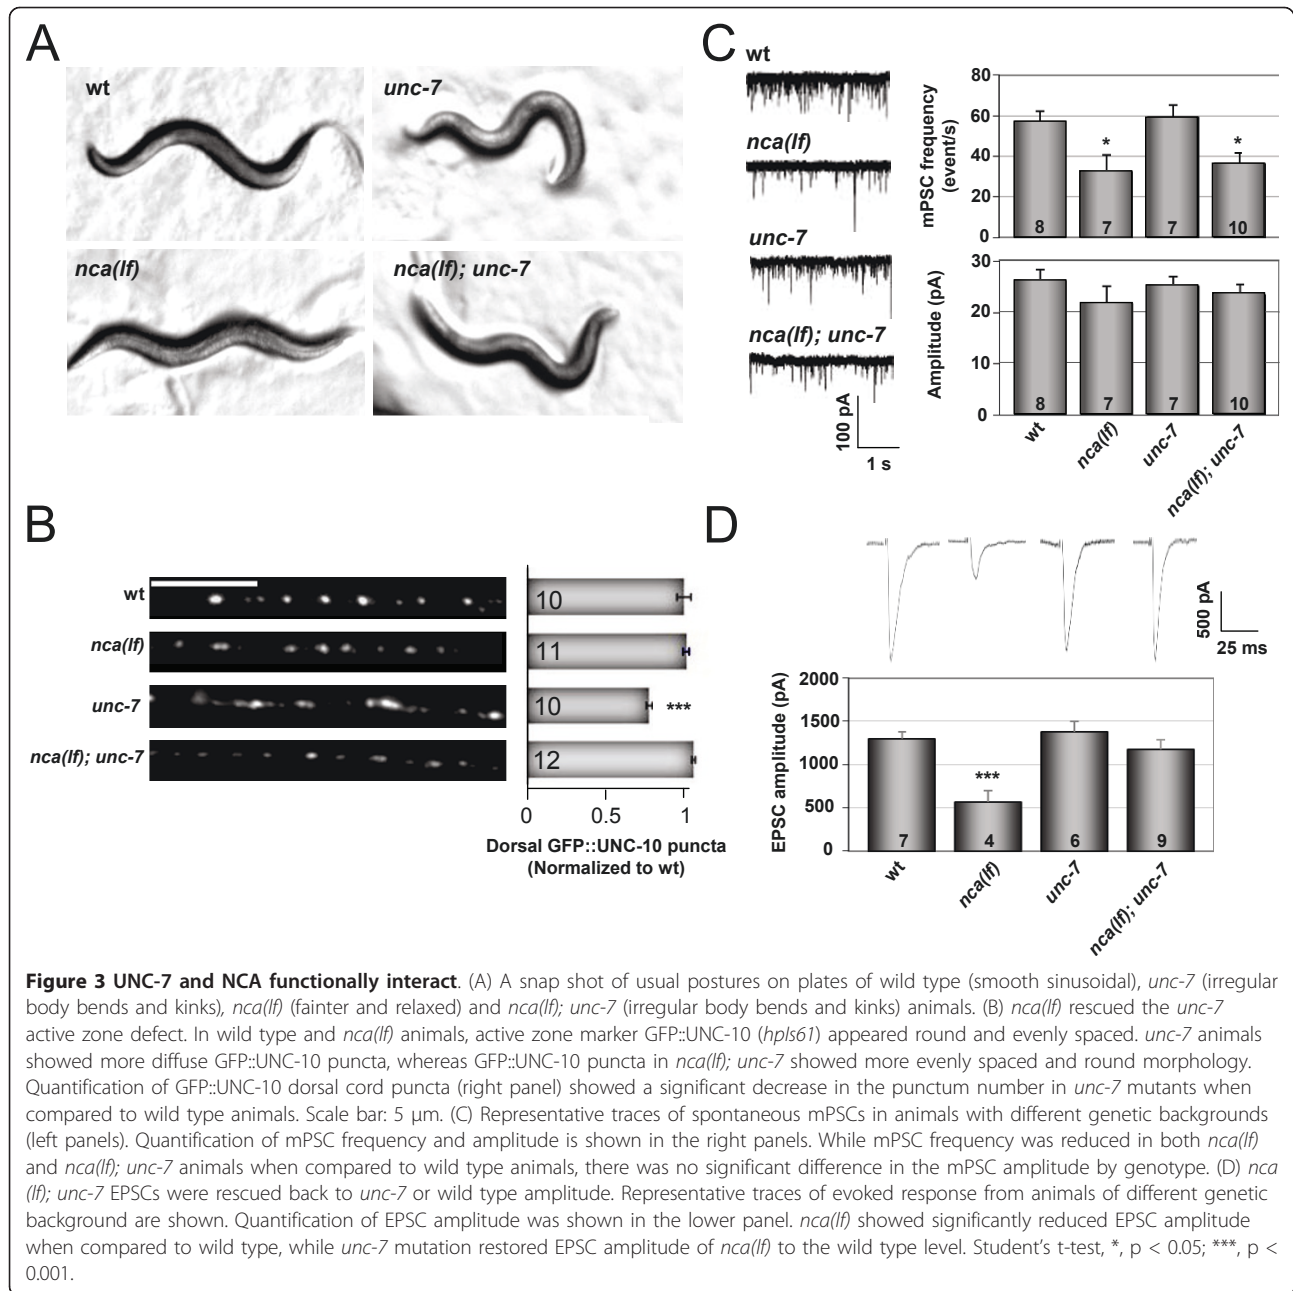 A
wt
unc-7
nca(lf)
nca(lf); unc-7
C
wt
nca(lf)
unc-7
nca(lf); unc-7
100 pA
1 s
mPSC frequency
(event/s)
80
60
40
20
0
*
*
8
7
7
10
Amplitude (pA)
30
20
10
0
8
7
7
10
wt
nca(lf)
unc-7
nca(lf); unc-7
B
wt
nca(lf)
unc-7
nca(lf); unc-7
10
11
10
***
12
0
0.5
1
Dorsal GFP::UNC-10 puncta
(Normalized to wt)
D
500 pA
25 ms
EPSC amplitude (pA)
2000
1500
1000
500
0
***
7
4
6
9
wt
nca(lf)
unc-7
nca(lf); unc-7
Figure 3 UNC-7 and NCA functionally interact. (A) A snap shot of usual postures on plates of wild type (smooth sinusoidal), unc-7 (irregular
body bends and kinks), nca(lf) (fainter and relaxed) and nca(lf); unc-7 (irregular body bends and kinks) animals. (B) nca(lf) rescued the unc-7
active zone defect. In wild type and nca(lf) animals, active zone marker GFP::UNC-10 (hpIs61) appeared round and evenly spaced. unc-7 animals
showed more diffuse GFP::UNC-10 puncta, whereas GFP::UNC-10 puncta in nca(lf); unc-7 showed more evenly spaced and round morphology.
Quantification of GFP::UNC-10 dorsal cord puncta (right panel) showed a significant decrease in the punctum number in unc-7 mutants when
compared to wild type animals. Scale bar: 5 μm. (C) Representative traces of spontaneous mPSCs in animals with different genetic backgrounds
(left panels). Quantification of mPSC frequency and amplitude is shown in the right panels. While mPSC frequency was reduced in both nca(lf)
and nca(lf); unc-7 animals when compared to wild type animals, there was no significant difference in the mPSC amplitude by genotype. (D) nca
(lf); unc-7 EPSCs were rescued back to unc-7 or wild type amplitude. Representative traces of evoked response from animals of different genetic
background are shown. Quantification of EPSC amplitude was shown in the lower panel. nca(lf) showed significantly reduced EPSC amplitude
when compared to wild type, while unc-7 mutation restored EPSC amplitude of nca(lf) to the wild type level. Student's t-test, *, p < 0.05; ***, p <
0.001.